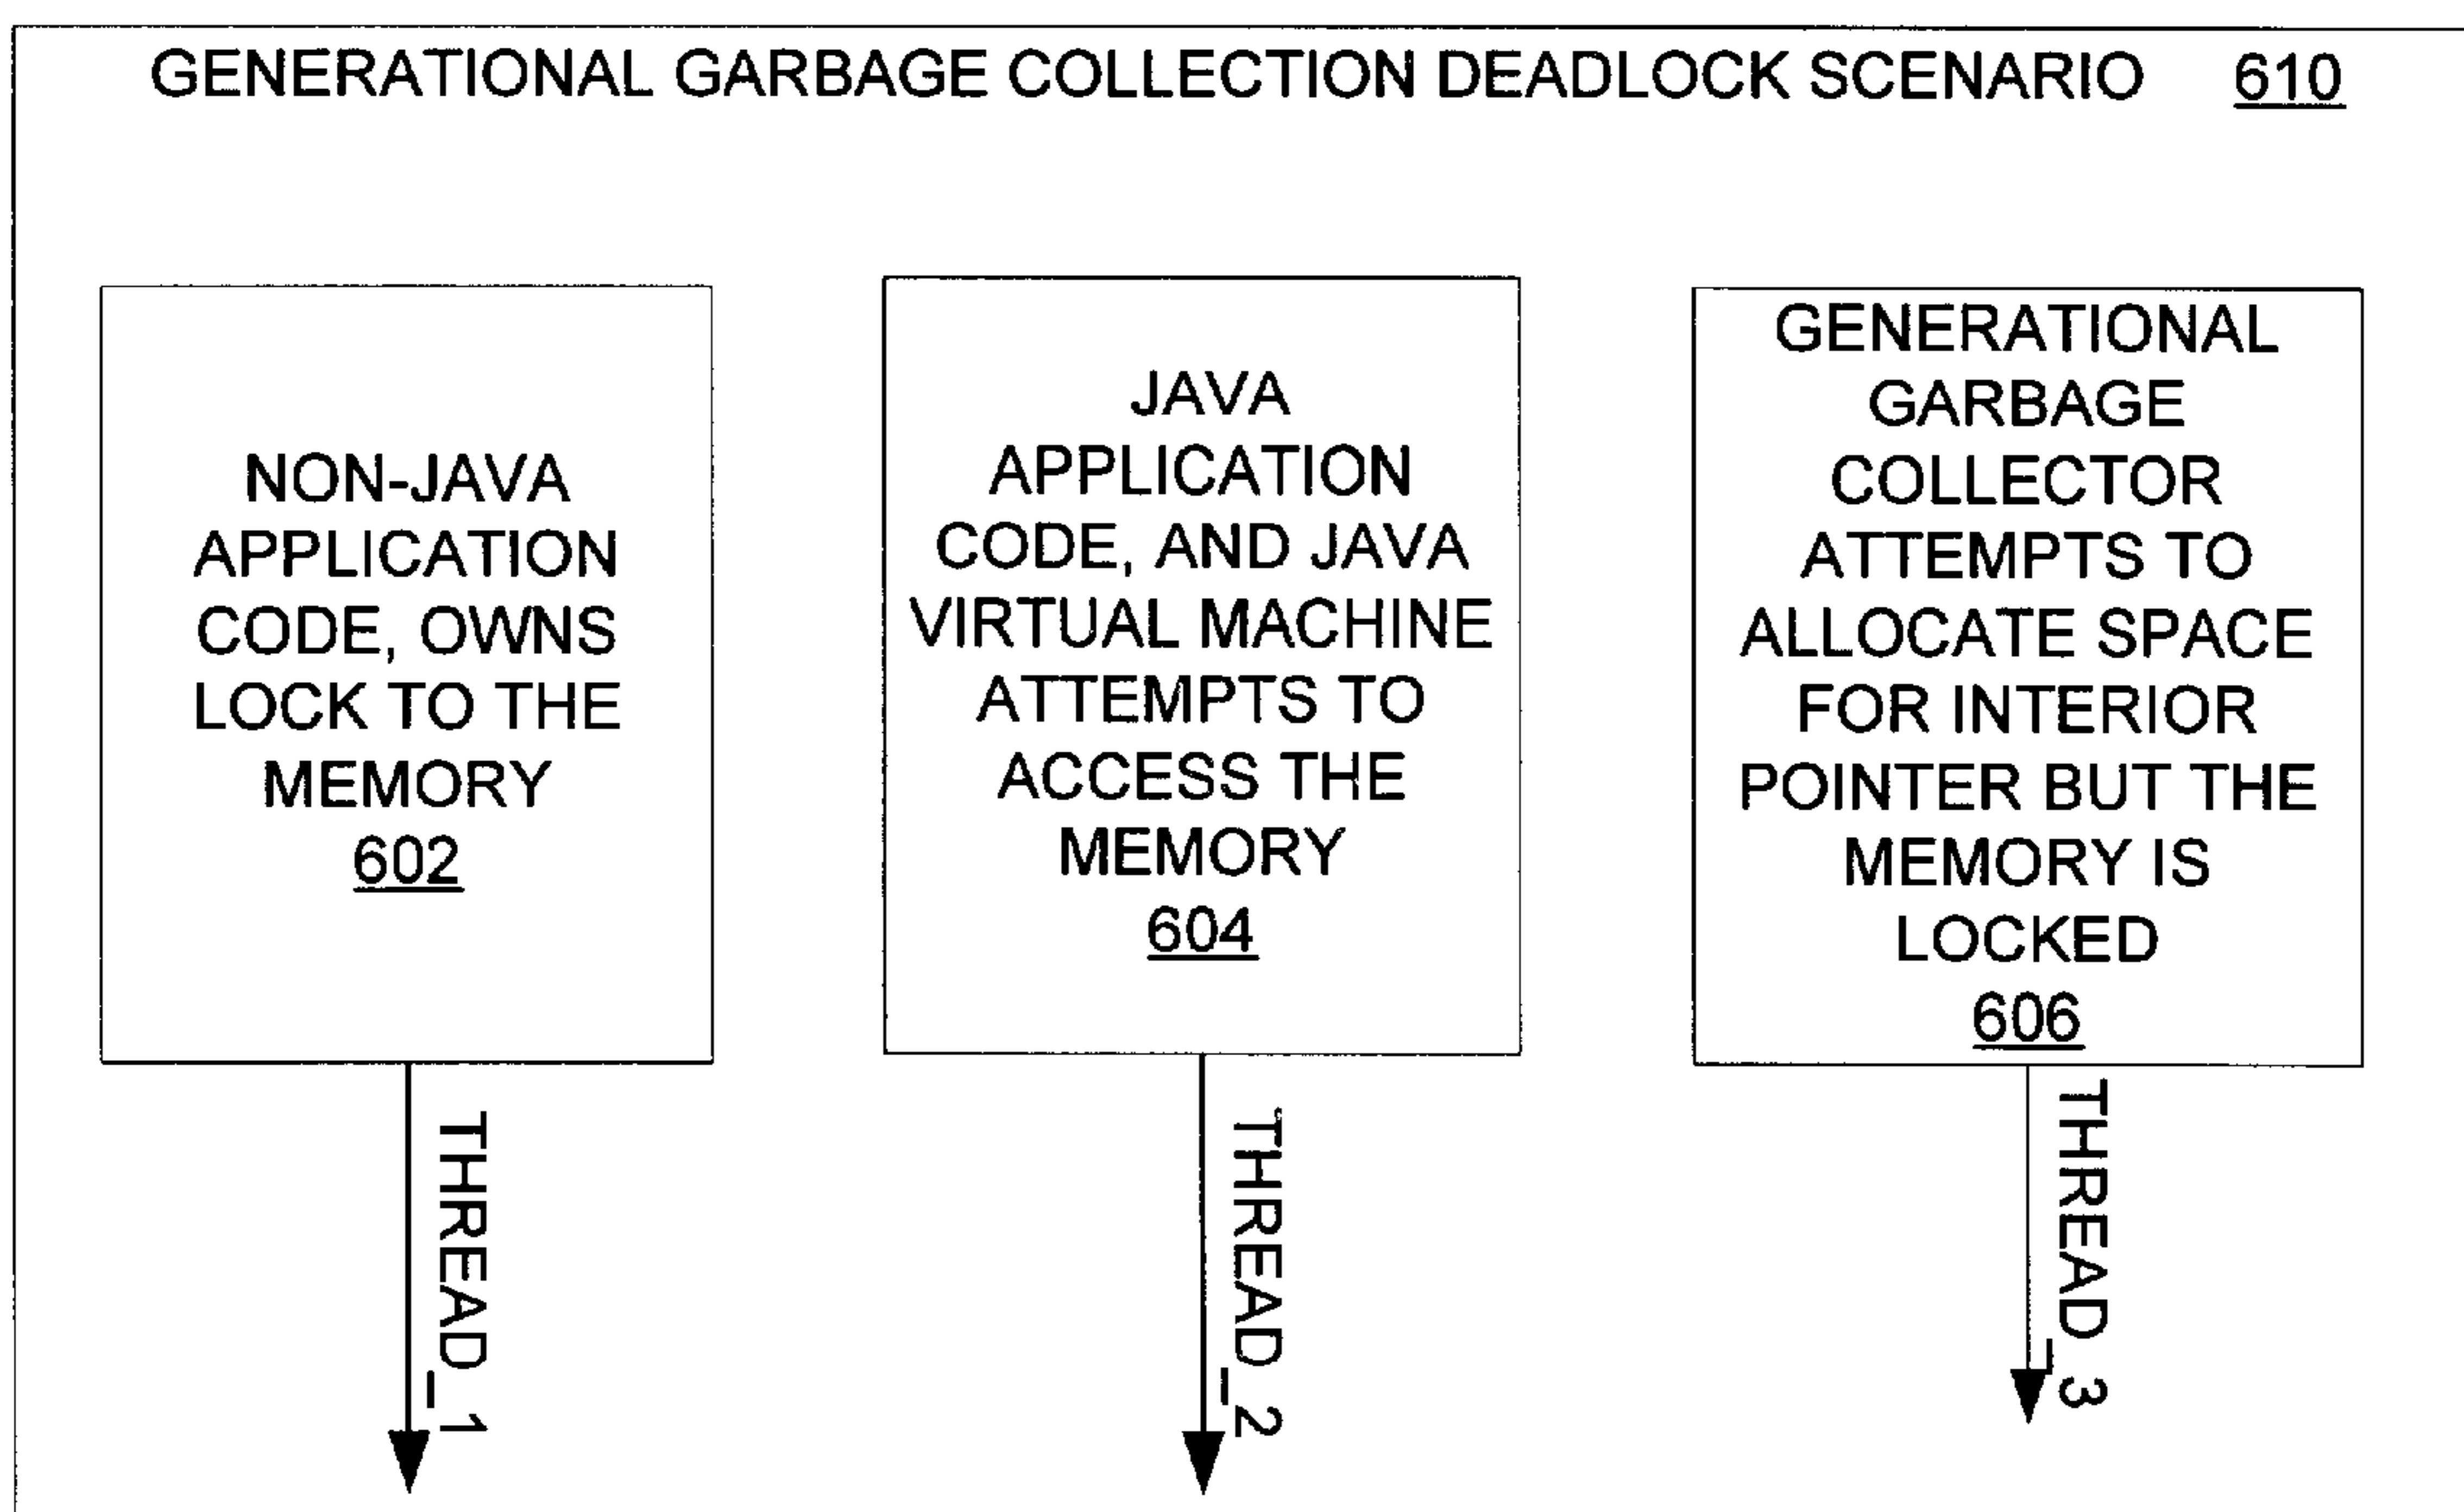 GENERATIONAL GARBAGE COLLECTION DEADLOCK SCENARIO 610
NON-JAVA
APPLICATION
CODE, OWNS
LOCK TO THE
MEMORY
602
JAVA
APPLICATION
CODE, AND JAVA
VIRTUAL MACHINE
ATTEMPTS TO
ACCESS THE
MEMORY
604
GENERATIONAL
GARBAGE
COLLECTOR
ATTEMPTS TO
ALLOCATE SPACE
FOR INTERIOR
POINTER BUT THE
MEMORY IS
LOCKED
606
THREAD_1
THREAD_2
THREAD_3